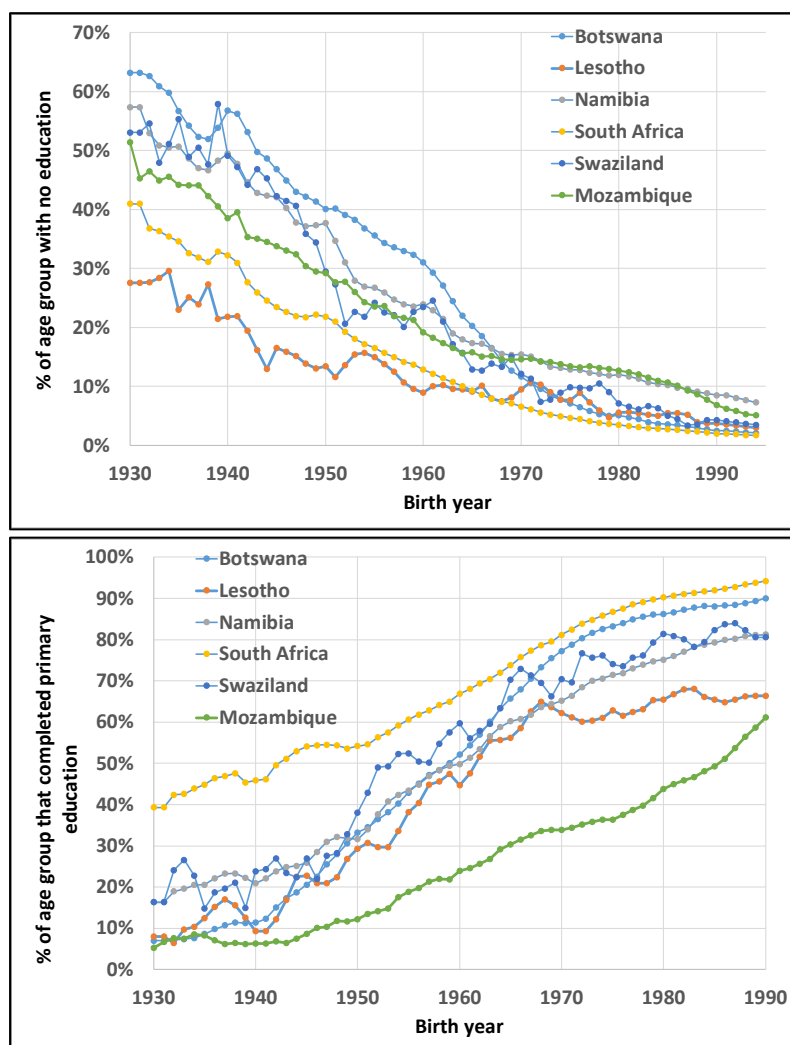 % of age group with no education
70%
60%
50%
40%
30%
20%
10%
0%
Botswana
Lesotho
Namibia
South Africa
Swaziland
Mozambique
1930 1940 1950 1960 1970 1980 1990
Birth year
% of age group that completed primary
education
100%
90%
80%
70%
60%
50%
40%
30%
20%
10%
0%
Botswana
Lesotho
Namibia
South Africa
Swaziland
Mozambique
1930 1940 1950 1960 1970 1980 1990
Birth year